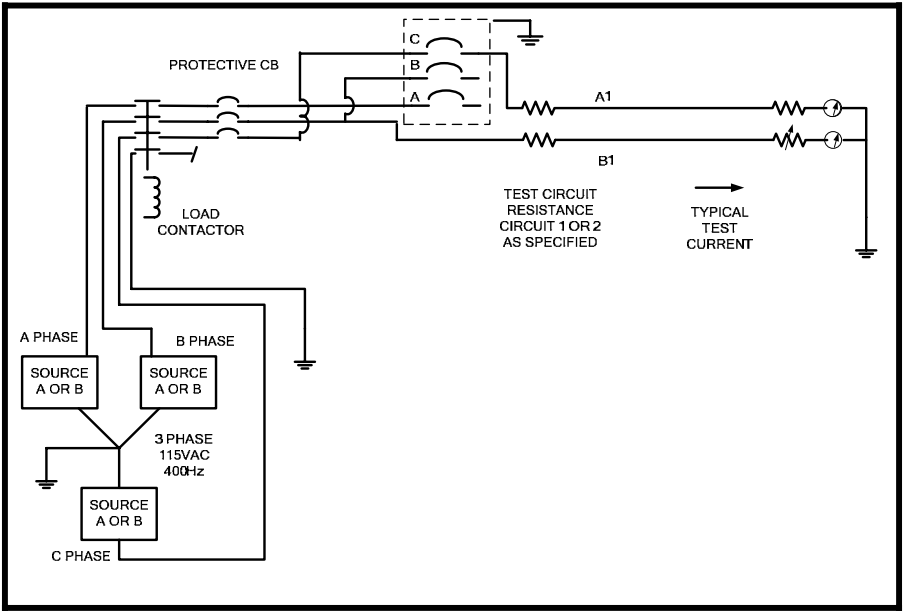 C
PROTECTIVE CB
B
A
A1
B1
TEST CIRCUIT
RESISTANCE
CIRCUIT 1 OR 2
AS SPECIFIED
TYPICAL
TEST
CURRENT
LOAD
CONTACTOR
A PHASE
B PHASE
SOURCE
A OR B
SOURCE
A OR B
3 PHASE
115VAC
400Hz
SOURCE
A OR B
C PHASE